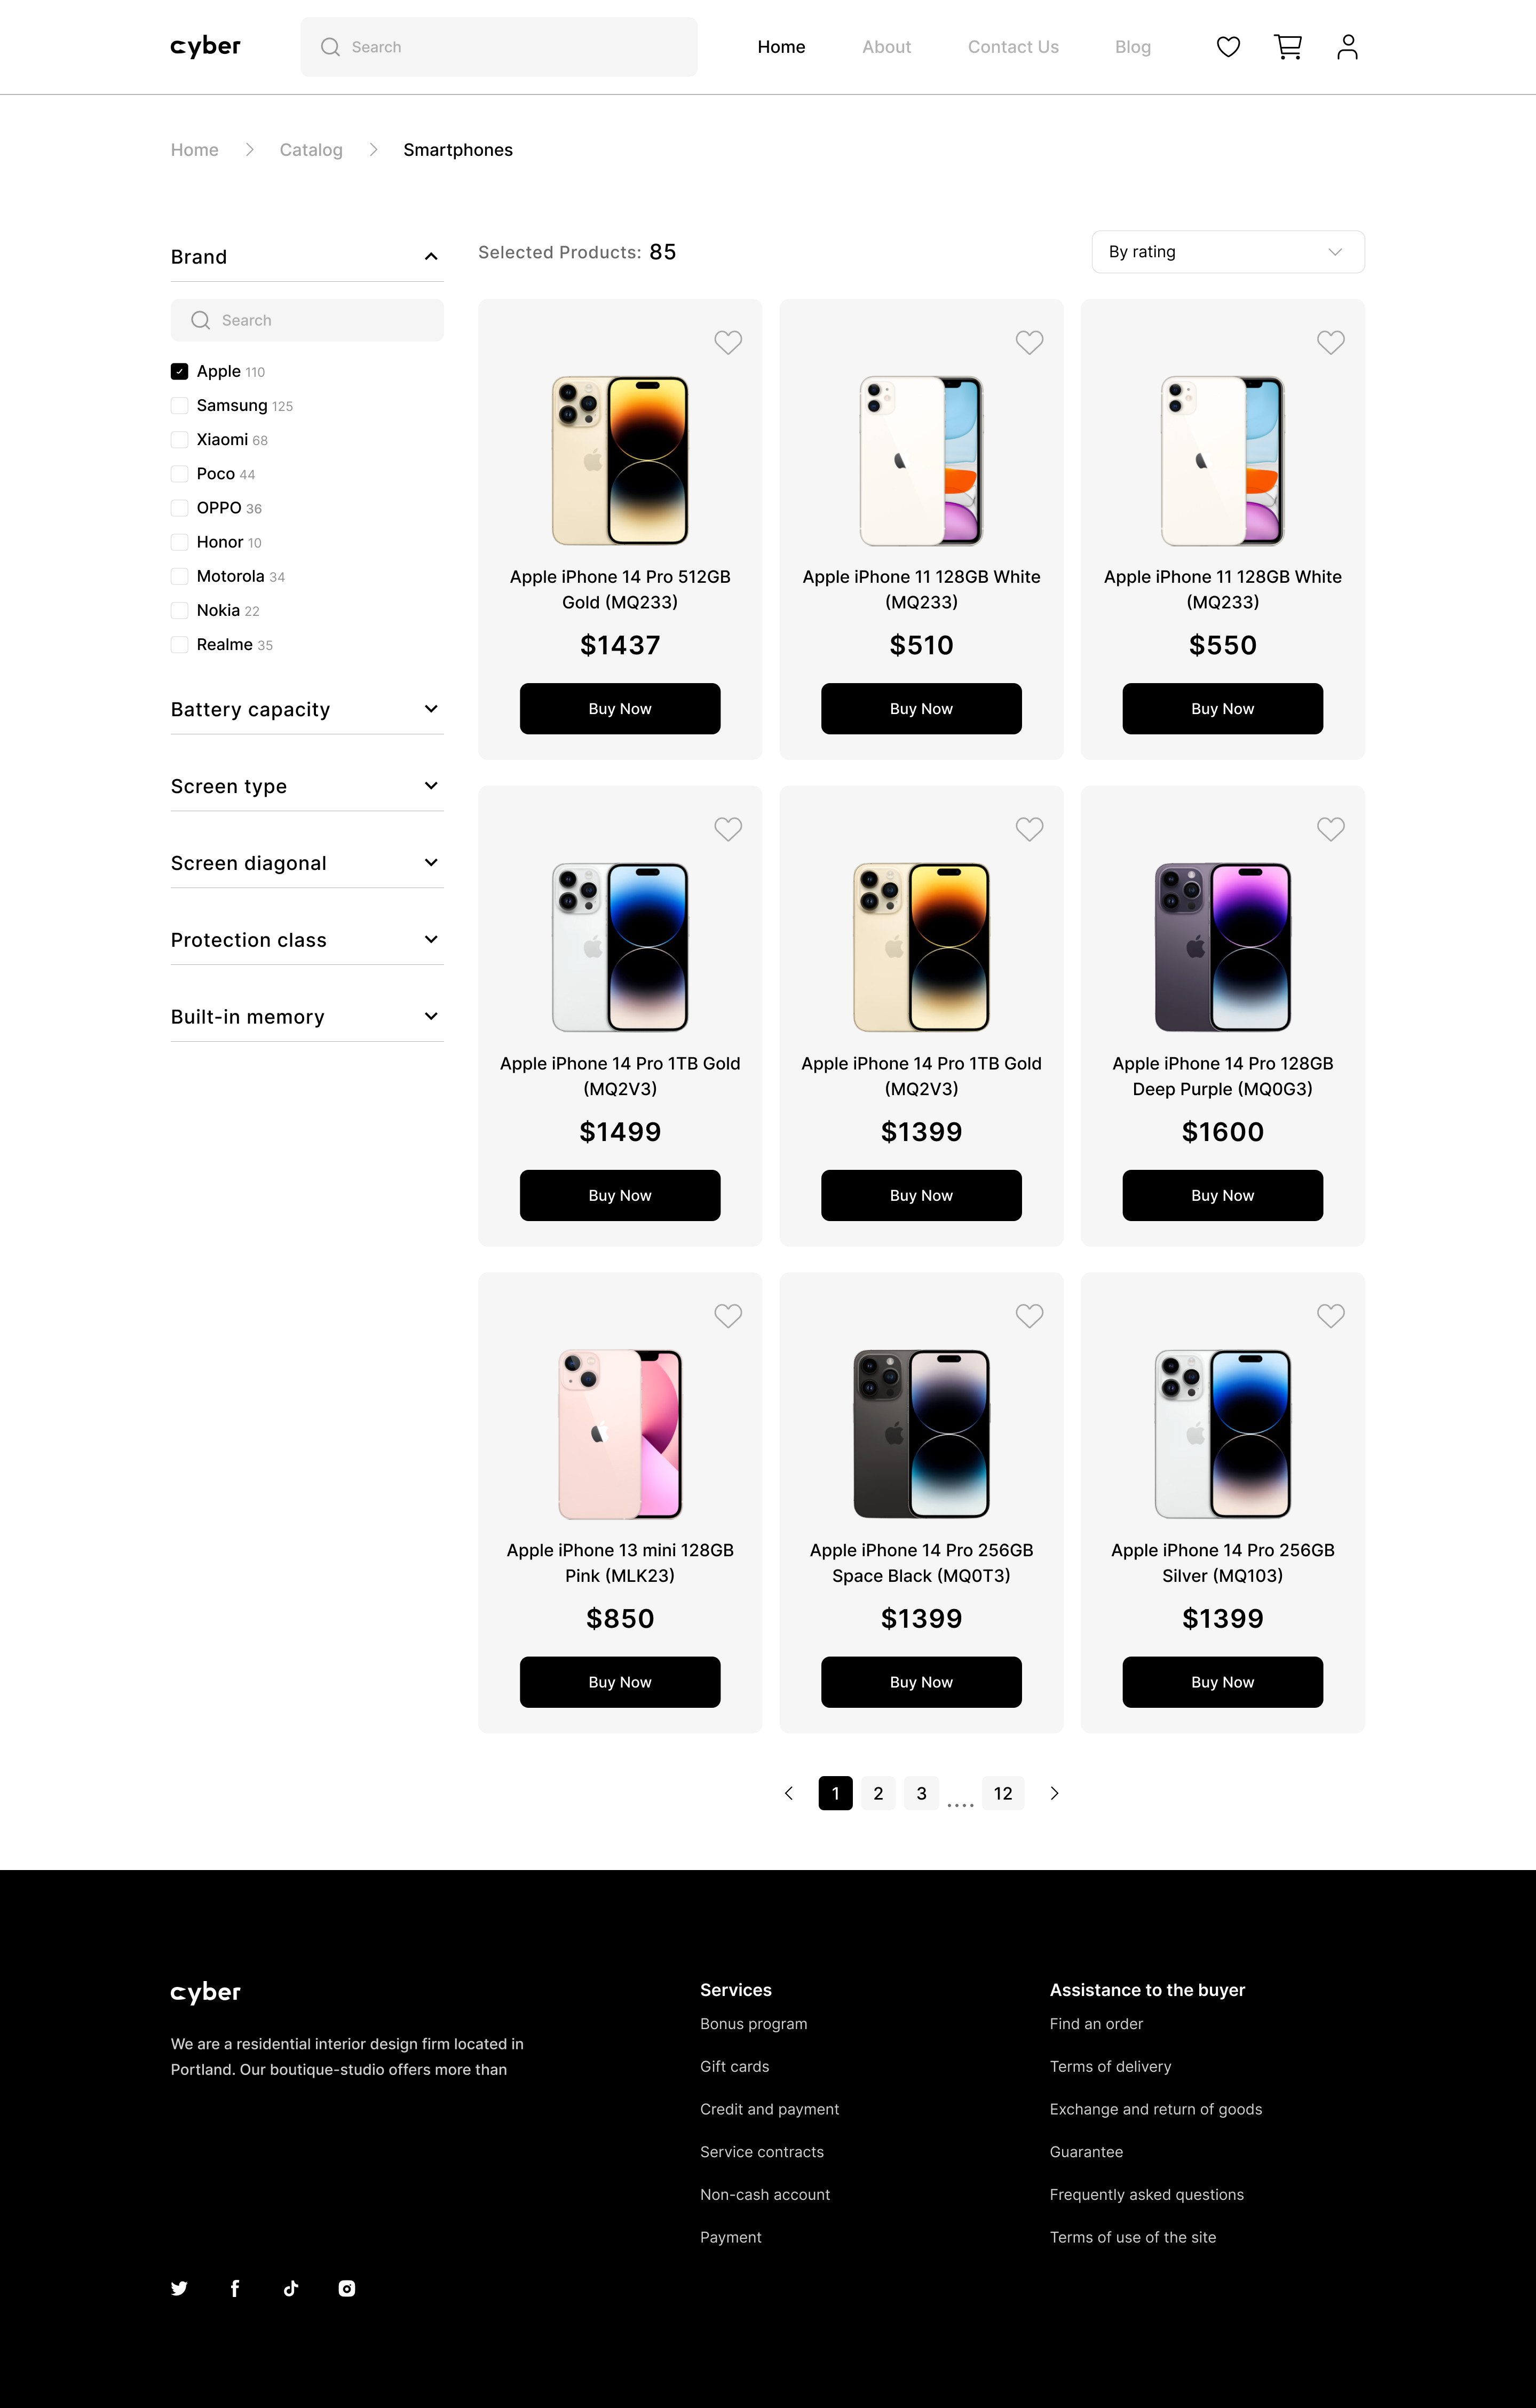 cyber
Search
Home
About
Contact Us
Blog
Home
Catalog
Smartphones
Brand
Search
Apple 110
Samsung 125
Xiaomi 68
Poco 44
OPPO 36
Honor 10
Motorola 34
Nokia 22
Realme 35
Battery capacity
Screen type
Screen diagonal
Protection class
Built-in memory
Selected Products: 85
By rating
Apple iPhone 14 Pro 512GB
Gold (MQ233)
$1437
Buy Now
Apple iPhone 11 128GB White
(MQ233)
$510
Buy Now
Apple iPhone 11 128GB White
(MQ233)
$550
Buy Now
Apple iPhone 14 Pro 1TB Gold
(MQ2V3)
$1499
Buy Now
Apple iPhone 14 Pro 1TB Gold
(MQ2V3)
$1399
Buy Now
Apple iPhone 14 Pro 128GB
Deep Purple (MQ0G3)
$1600
Buy Now
Apple iPhone 13 mini 128GB
Pink (MLK23)
$850
Buy Now
Apple iPhone 14 Pro 256GB
Space Black (MQ0T3)
$1399
Buy Now
Apple iPhone 14 Pro 256GB
Silver (MQ103)
$1399
Buy Now
1 2 3 .... 12
cyber
We are a residential interior design firm located in
Portland. Our boutique-studio offers more than
Services
Bonus program
Gift cards
Credit and payment
Service contracts
Non-cash account
Payment
Assistance to the buyer
Find an order
Terms of delivery
Exchange and return of goods
Guarantee
Frequently asked questions
Terms of use of the site